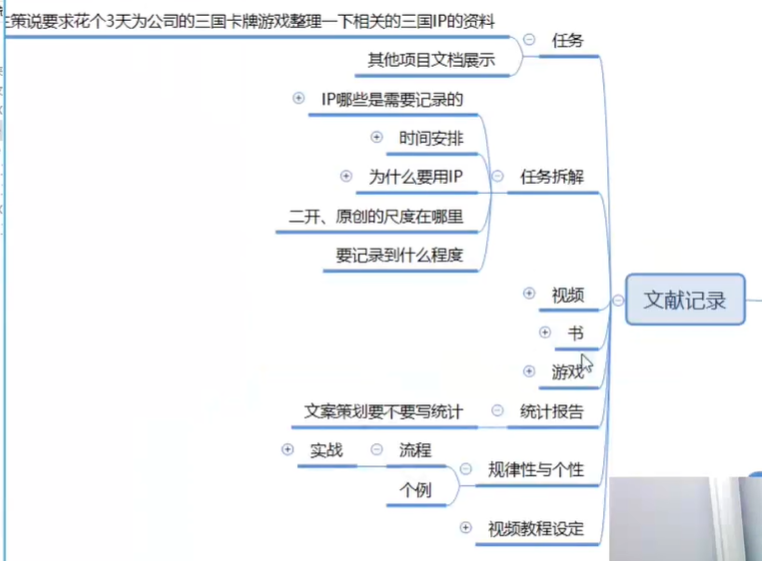 策说要求花个3天为公司的三国卡牌游戏整理一下相关的三国IP的资料
任务
其他项目文档展示
IP哪些是需要记录的
时间安排
为什么要用IP
任务拆解
二开、原创的尺度在哪里
要记录到什么程度
视频
文献记录
书
游戏
文案策划要不要写统计
统计报告
实战
流程
规律性与个性
个例
视频教程设定